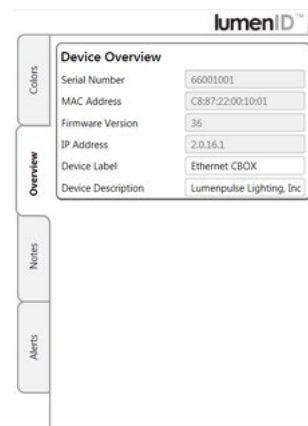 lumenID™
Colors
Device Overview
Serial Number 66001001
MAC Address C8:87:22:00:10:01
Firmware Version 36
IP Address 2.0.16.1
Overview
Device Label Ethernet CBOX
Device Description Lumenpulse Lighting, Inc
Notes
Alerts